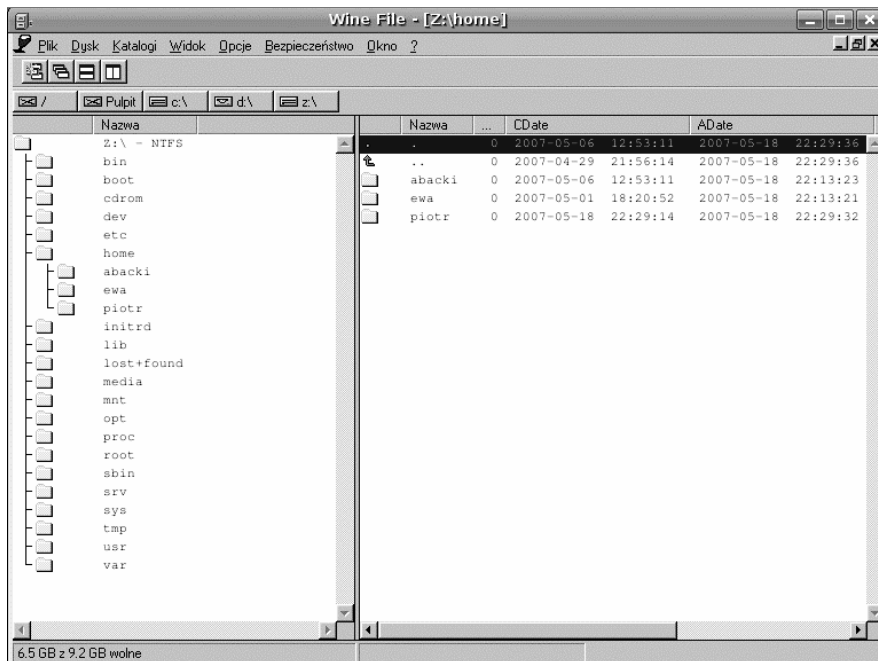 Wine File - [Z:\home]
Plik Dysk Katalogi Widok Opcje Bezpieczeństwo Okno ?
/ Pulpit c:\ d:\ z:\
Nazwa
Z:\ - NTFS
bin
boot
cdrom
dev
etc
home
abacki
ewa
piotr
initrd
lib
lost+found
media
mnt
opt
proc
root
sbin
srv
sys
tmp
usr
var
Nazwa ... CDate ADate
. . 0 2007-05-06 12:53:11 2007-05-18 22:29:36
.. 0 2007-04-29 21:56:14 2007-05-18 22:29:36
abacki 0 2007-05-06 12:53:11 2007-05-18 22:13:23
ewa 0 2007-05-01 18:20:52 2007-05-18 22:13:21
piotr 0 2007-05-18 22:29:14 2007-05-18 22:29:32
6.5 GB z 9.2 GB wolne